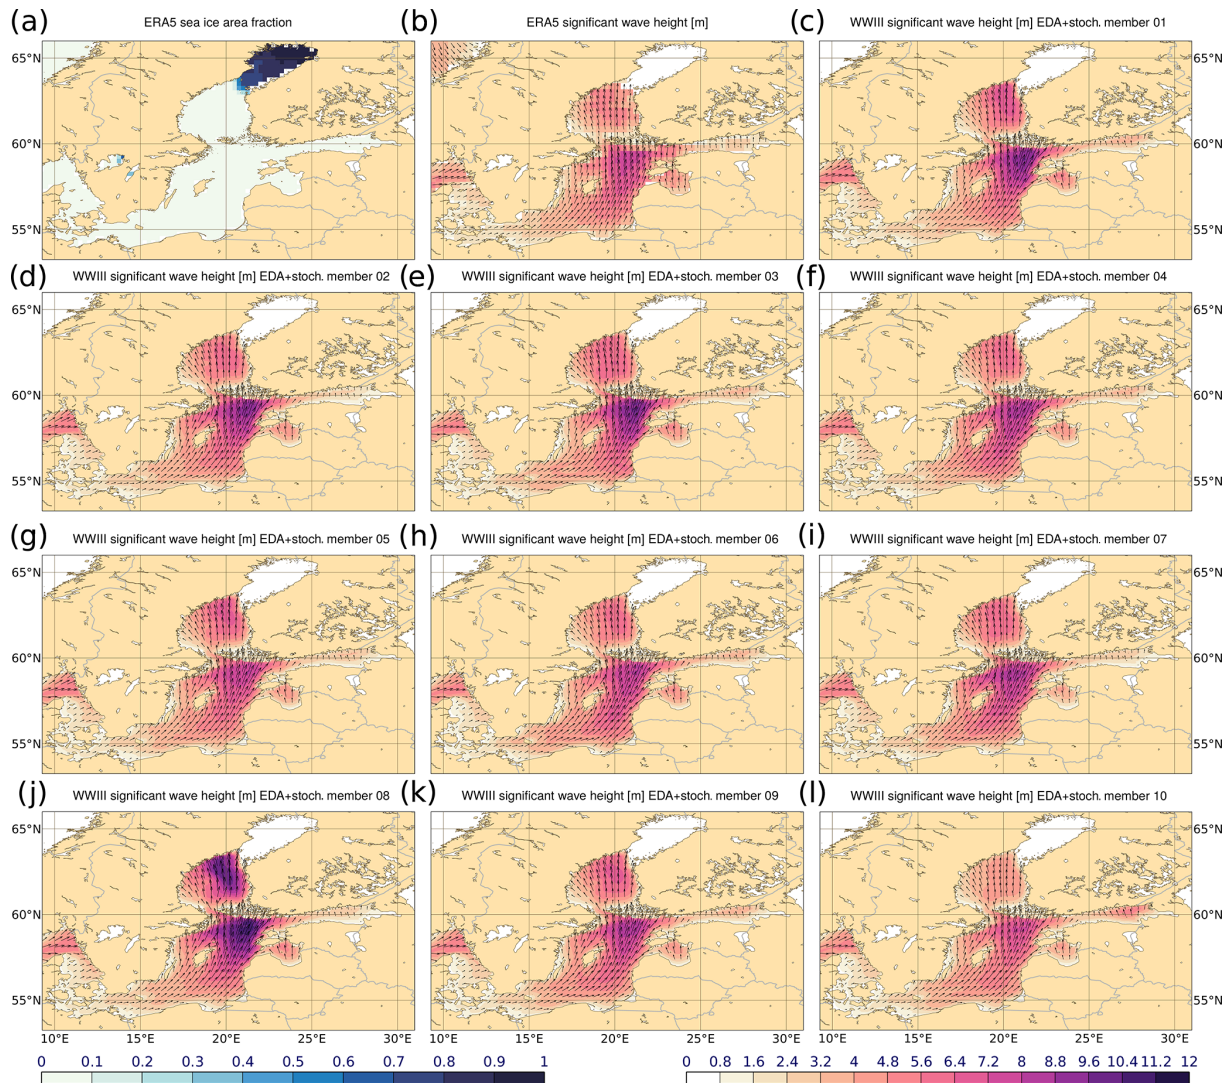 (a) ERA5 sea ice area fraction
(b) ERA5 significant wave height [m]
(c) WWIII significant wave height [m] EDA+stoch. member 01
65°N 65°N
60°N 60°N
55°N 55°N
(d) WWIII significant wave height [m] EDA+stoch. member 02
(e) WWIII significant wave height [m] EDA+stoch. member 03
(f) WWIII significant wave height [m] EDA+stoch. member 04
65°N 65°N
60°N 60°N
55°N 55°N
(g) WWIII significant wave height [m] EDA+stoch. member 05
(h) WWIII significant wave height [m] EDA+stoch. member 06
(i) WWIII significant wave height [m] EDA+stoch. member 07
65°N 65°N
60°N 60°N
55°N 55°N
(j) WWIII significant wave height [m] EDA+stoch. member 08
(k) WWIII significant wave height [m] EDA+stoch. member 09
(l) WWIII significant wave height [m] EDA+stoch. member 10
65°N 65°N
60°N 60°N
55°N 55°N
10°E 15°E 20°E 25°E 30°E 10°E 15°E 20°E 25°E 30°E 10°E 15°E 20°E 25°E 30°E
0 0.1 0.2 0.3 0.4 0.5 0.6 0.7 0.8 0.9 1
0 0.8 1.6 2.4 3.2 4 4.8 5.6 6.4 7.2 8 8.8 9.6 10.4 11.2 12